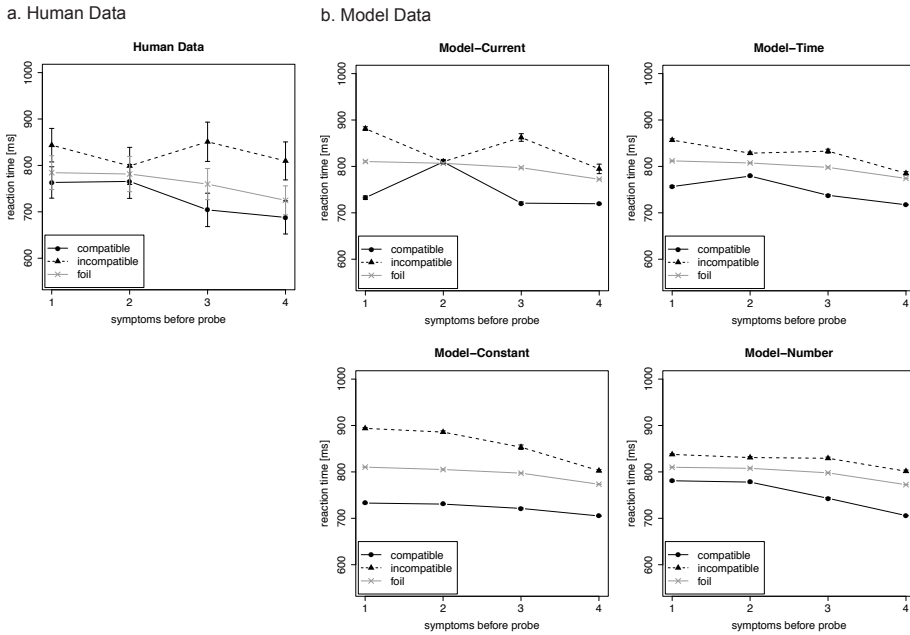 a. Human Data
b. Model Data
Human Data
reaction time [ms]
600 700 800 900 1000
compatible
incompatible
foil
1 2 3 4
symptoms before probe
Model–Current
reaction time [ms]
600 700 800 900 1000
compatible
incompatible
foil
1 2 3 4
symptoms before probe
Model–Time
reaction time [ms]
600 700 800 900 1000
compatible
incompatible
foil
1 2 3 4
symptoms before probe
Model–Constant
reaction time [ms]
600 700 800 900 1000
compatible
incompatible
foil
1 2 3 4
symptoms before probe
Model–Number
reaction time [ms]
600 700 800 900 1000
compatible
incompatible
foil
1 2 3 4
symptoms before probe